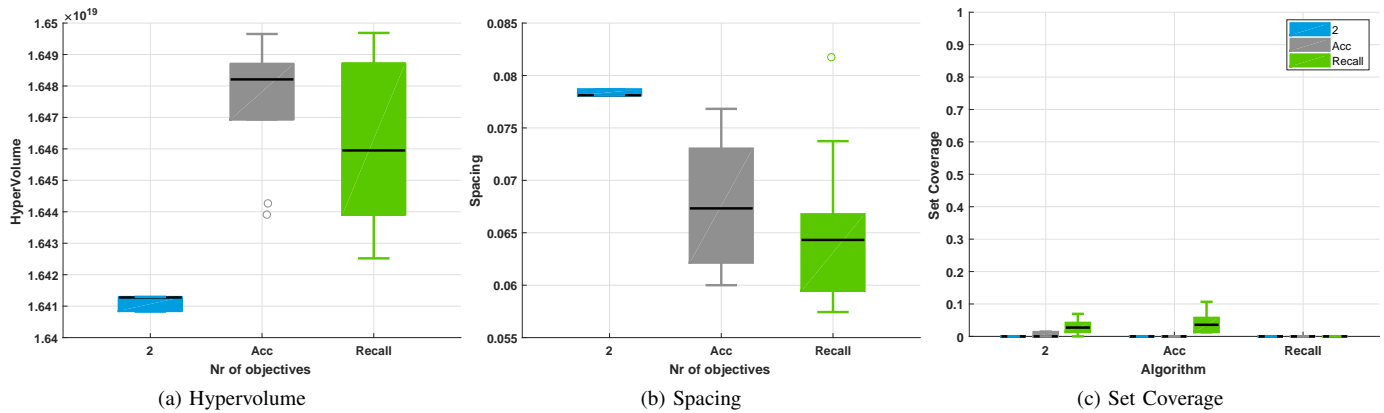 ×10^19
1.65
1.649
1.648
1.647
1.646
1.645
1.644
1.643
1.642
1.641
1.64
HyperVolume
2 Acc Recall
Nr of objectives
(a) Hypervolume
0.085
0.08
0.075
0.07
0.065
0.06
0.055
Spacing
2 Acc Recall
Nr of objectives
(b) Spacing
1
0.9
0.8
0.7
0.6
0.5
0.4
0.3
0.2
0.1
0
Set Coverage
2
Acc
Recall
2 Acc Recall
Algorithm
(c) Set Coverage